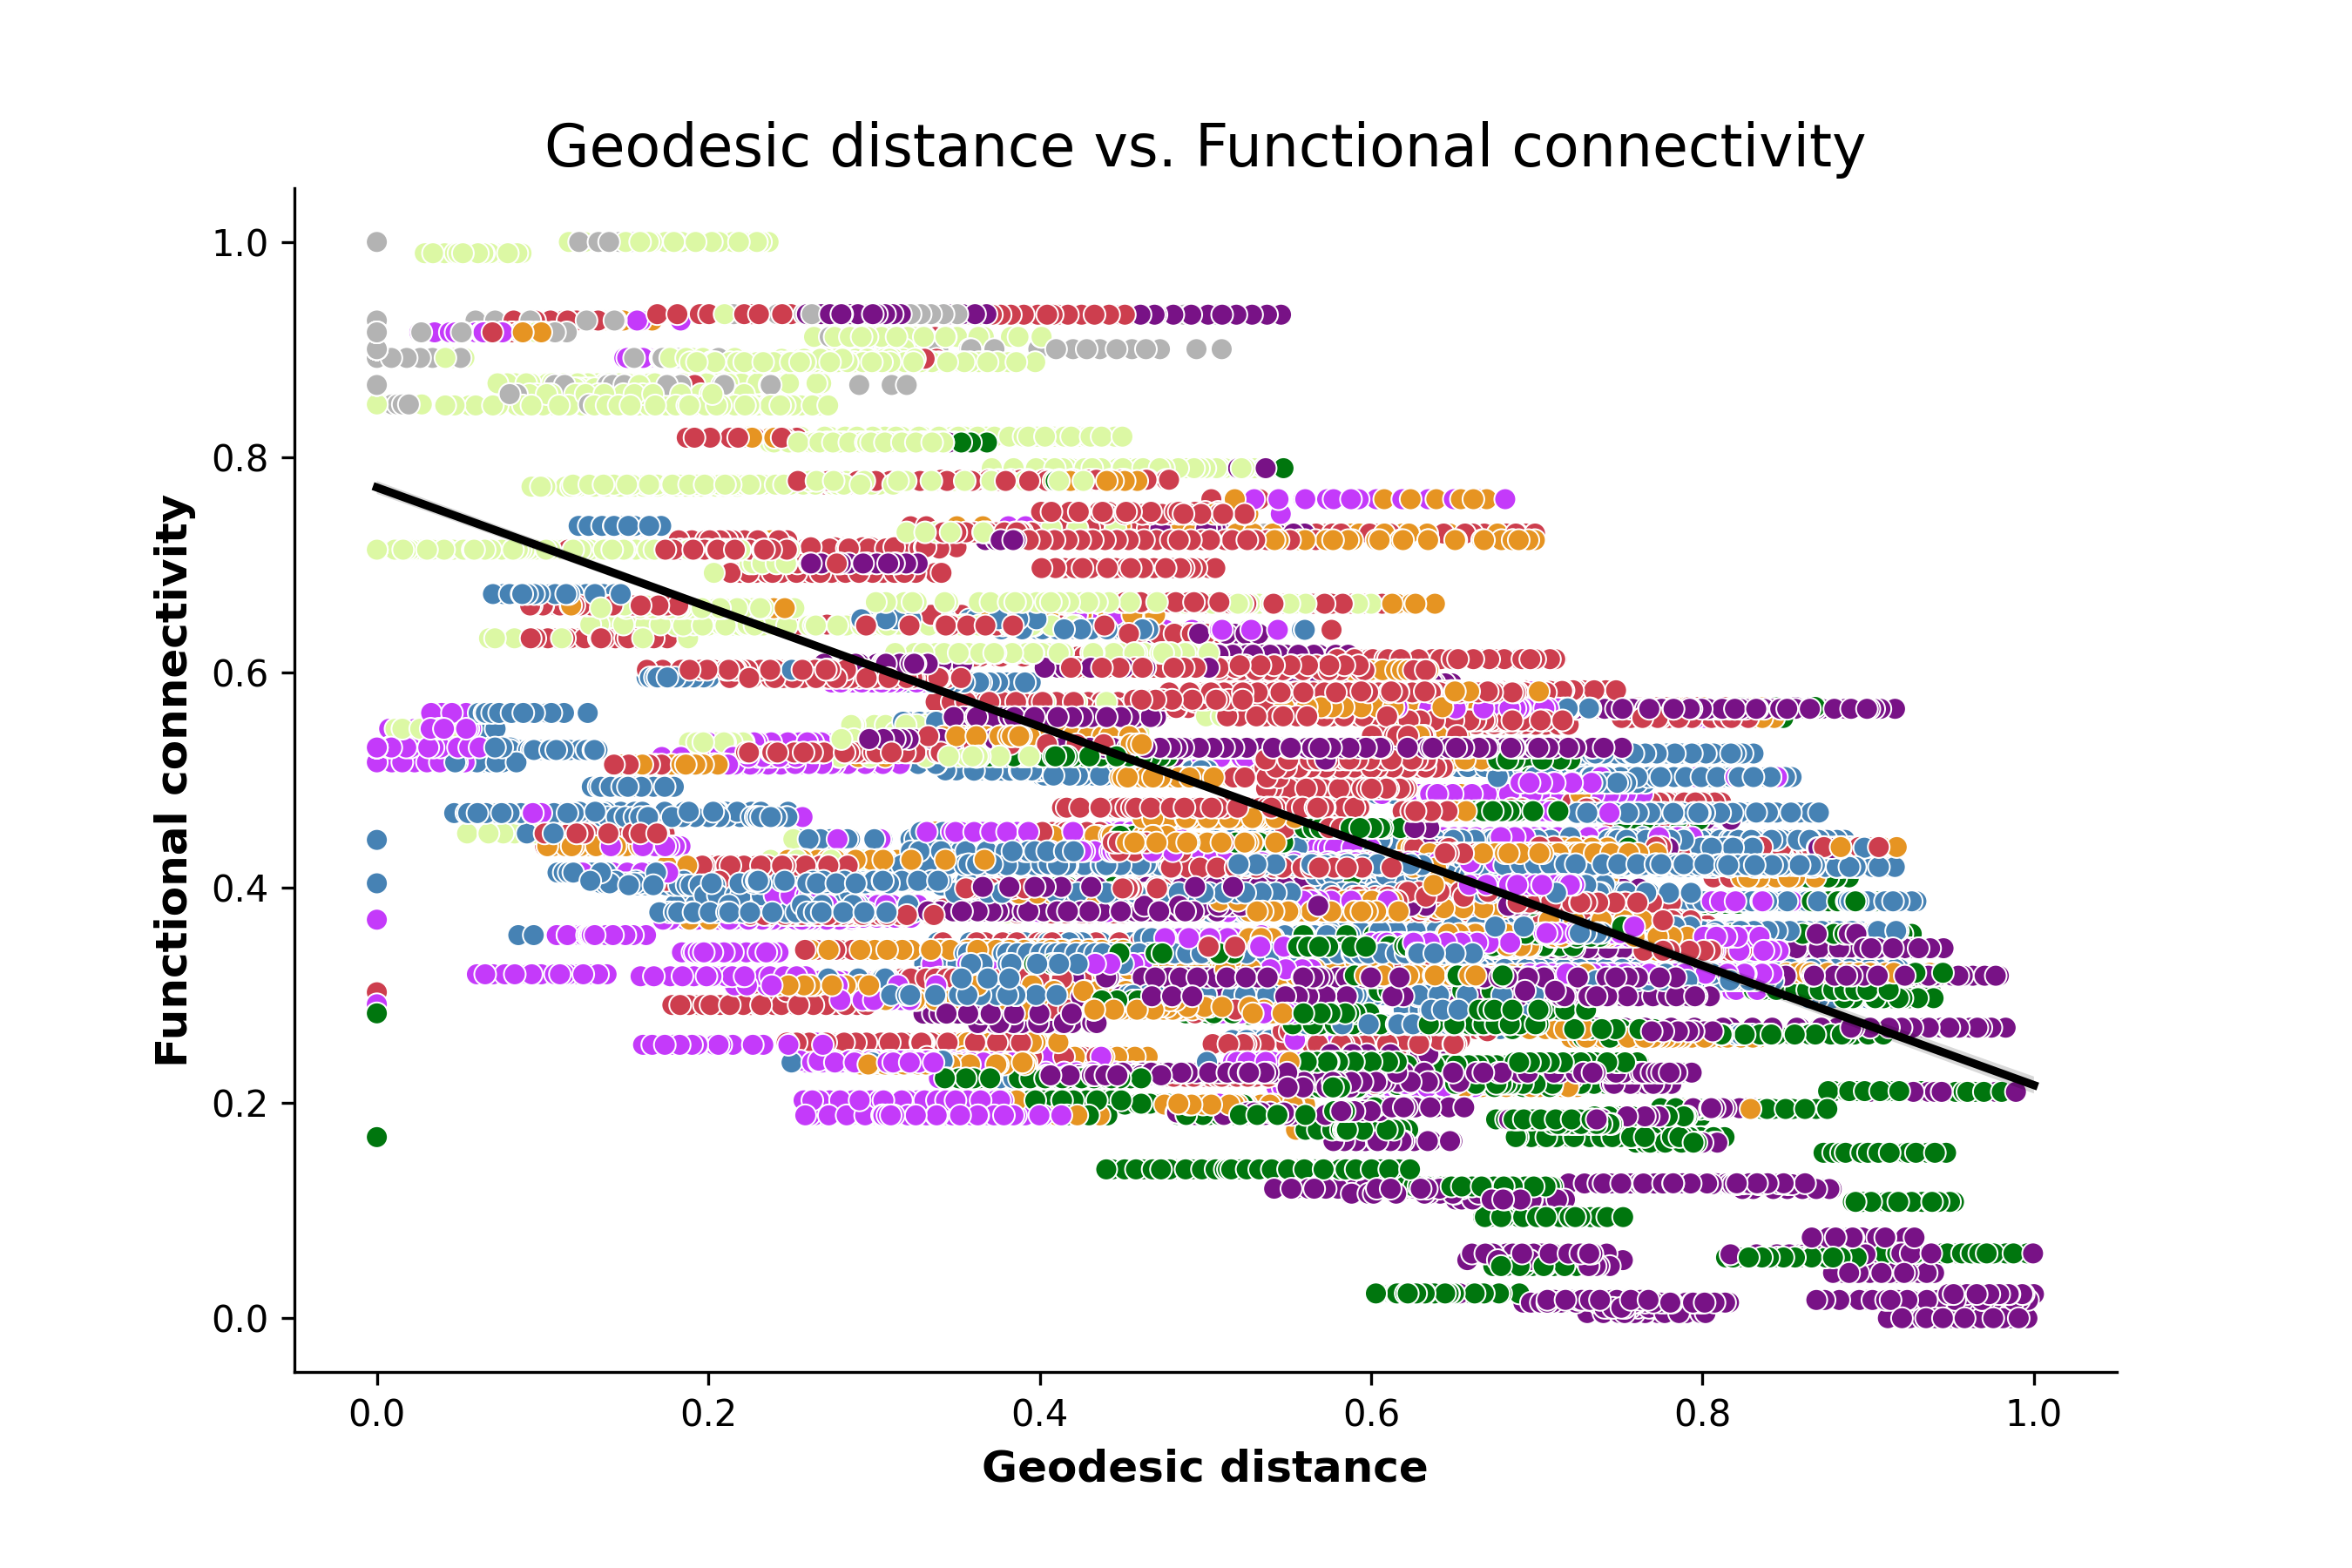 Geodesic distance vs. Functional connectivity
1.0
0.8
0.6
0.4
0.2
0.0
Functional connectivity
0.0 0.2 0.4 0.6 0.8 1.0
Geodesic distance